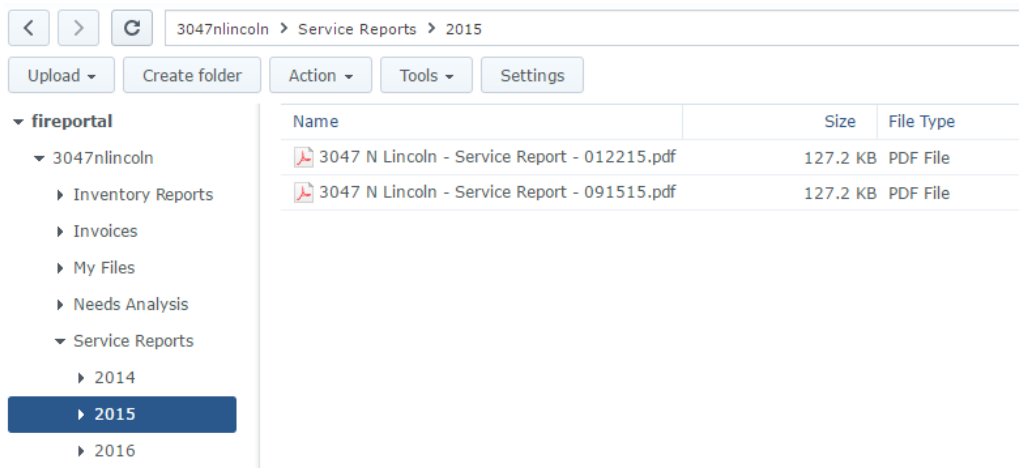 3047nlincoln > Service Reports > 2015
Upload Create folder Action Tools Settings
fireportal
3047nlincoln
Inventory Reports
Invoices
My Files
Needs Analysis
Service Reports
2014
2015
2016
Name Size File Type
3047 N Lincoln - Service Report - 012215.pdf 127.2 KB PDF File
3047 N Lincoln - Service Report - 091515.pdf 127.2 KB PDF File